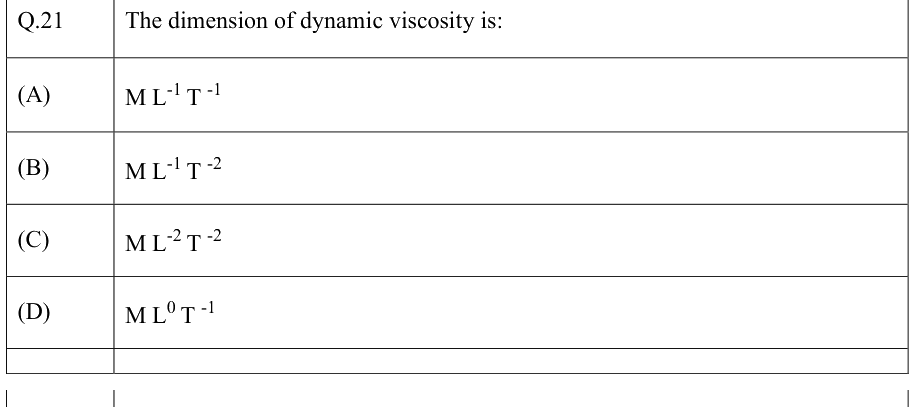 Q.21 The dimension of dynamic viscosity is:
(A) M L⁻¹ T ⁻¹
(B) M L⁻¹ T ⁻²
(C) M L⁻² T ⁻²
(D) M L⁰ T ⁻¹